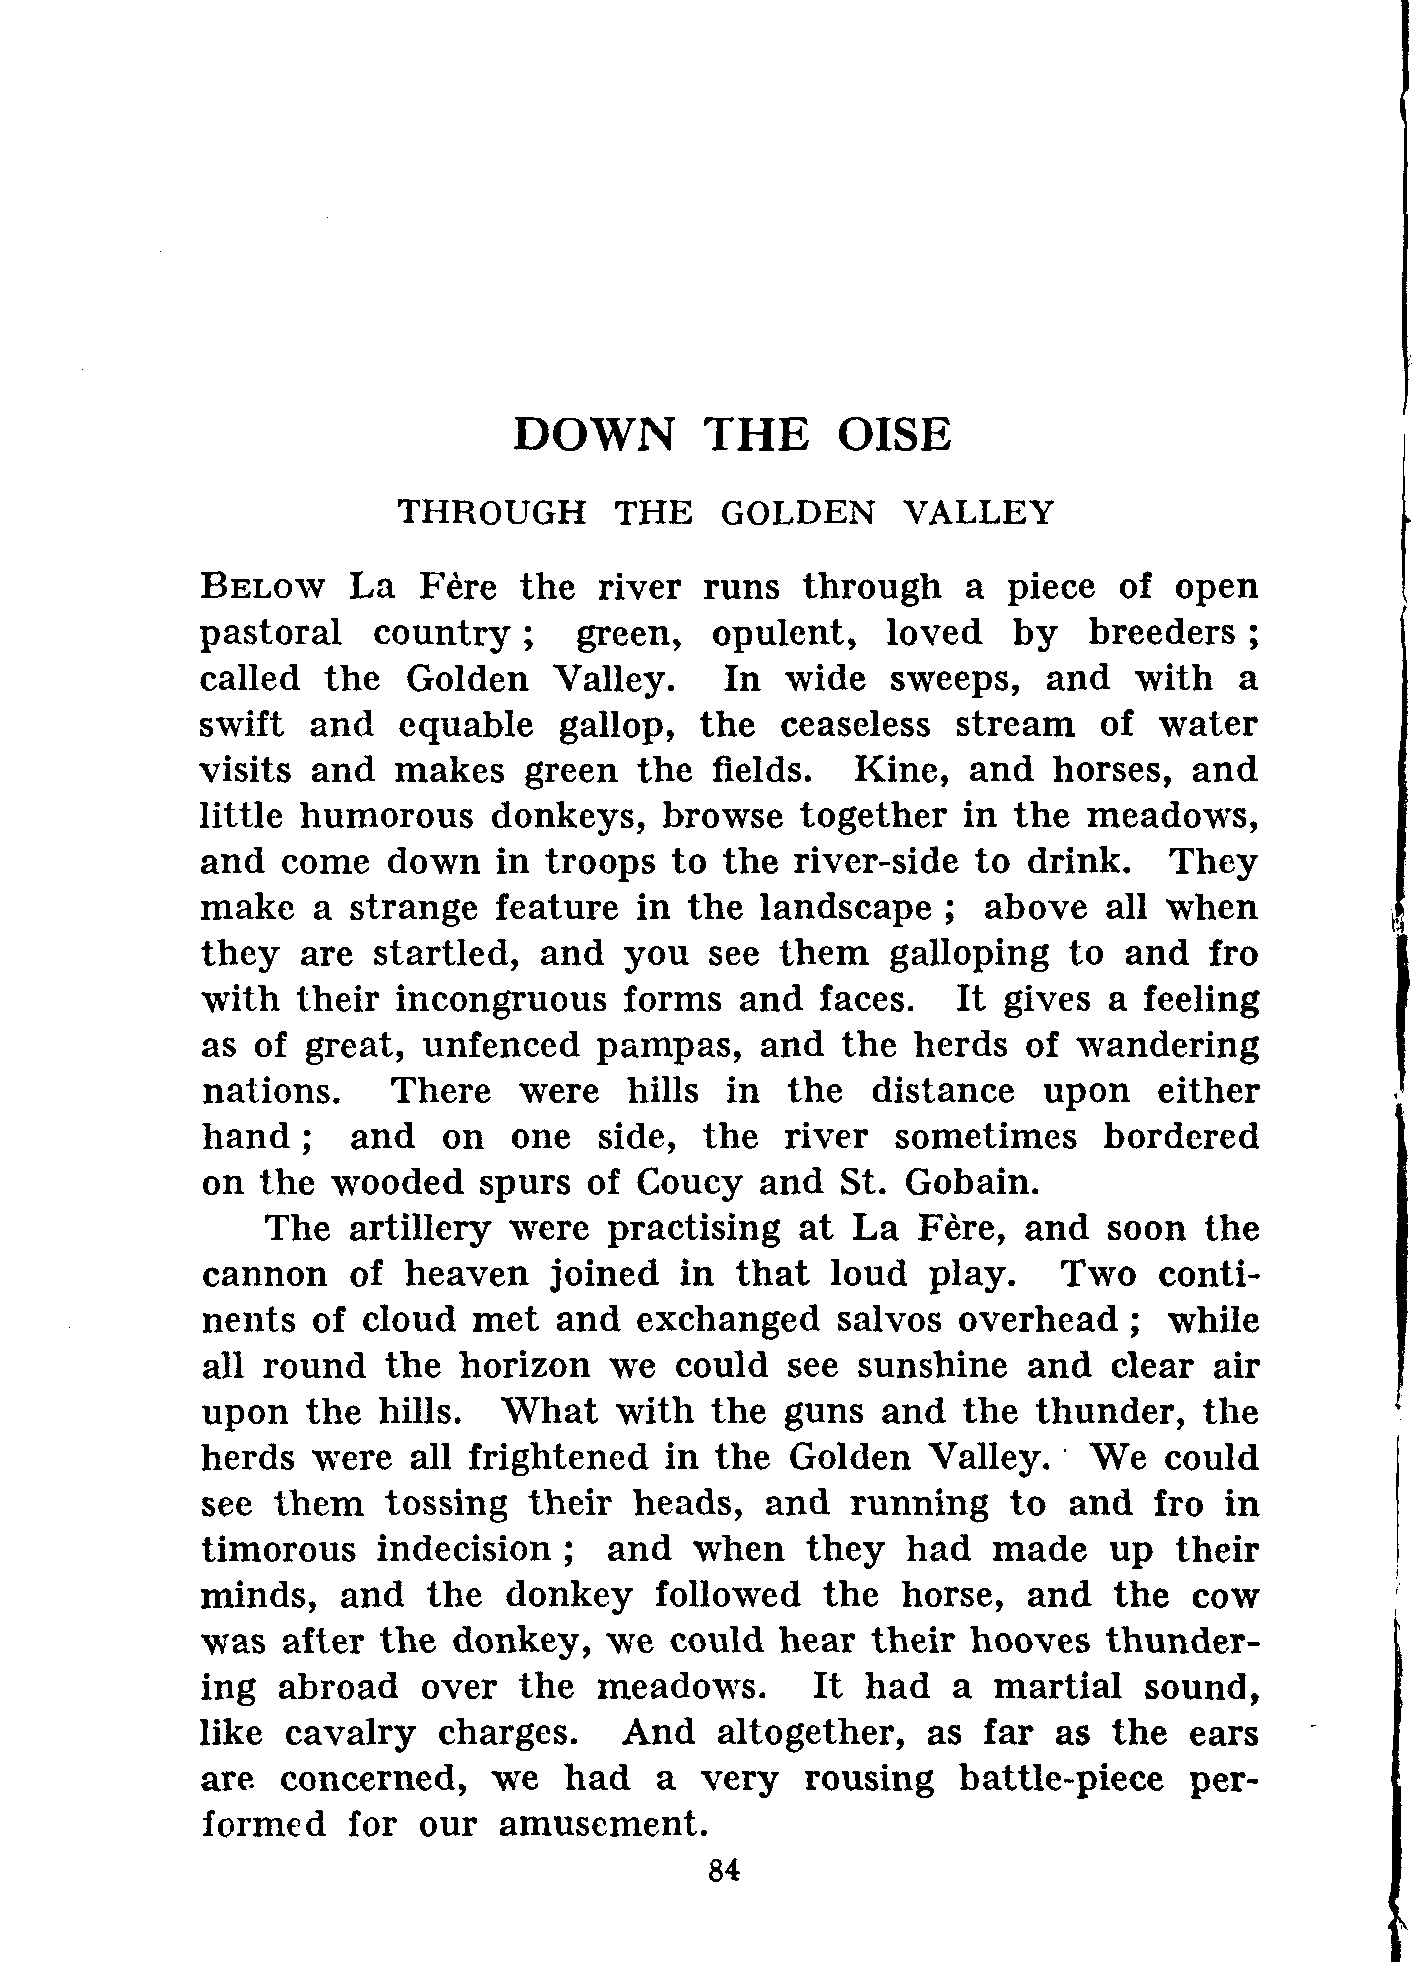 DOWN THE OISE
THROUGH THE GOLDEN VALLEY
BELOW La Fère the river runs through a piece of open
pastoral country ; green, opulent, loved by breeders ;
called the Golden Valley. In wide sweeps, and with a
swift and equable gallop, the ceaseless stream of water
visits and makes green the fields. Kine, and horses, and
little humorous donkeys, browse together in the meadows,
and come down in troops to the river-side to drink. They
make a strange feature in the landscape ; above all when
they are startled, and you see them galloping to and fro
with their incongruous forms and faces. It gives a feeling
as of great, unfenced pampas, and the herds of wandering
nations. There were hills in the distance upon either
hand ; and on one side, the river sometimes bordered
on the wooded spurs of Coucy and St. Gobain.
The artillery were practising at La Fère, and soon the
cannon of heaven joined in that loud play. Two conti-
nents of cloud met and exchanged salvos overhead ; while
all round the horizon we could see sunshine and clear air
upon the hills. What with the guns and the thunder, the
herds were all frightened in the Golden Valley. We could
see them tossing their heads, and running to and fro in
timorous indecision ; and when they had made up their
minds, and the donkey followed the horse, and the cow
was after the donkey, we could hear their hooves thunder-
ing abroad over the meadows. It had a martial sound,
like cavalry charges. And altogether, as far as the ears
are concerned, we had a very rousing battle-piece per-
formed for our amusement.
84